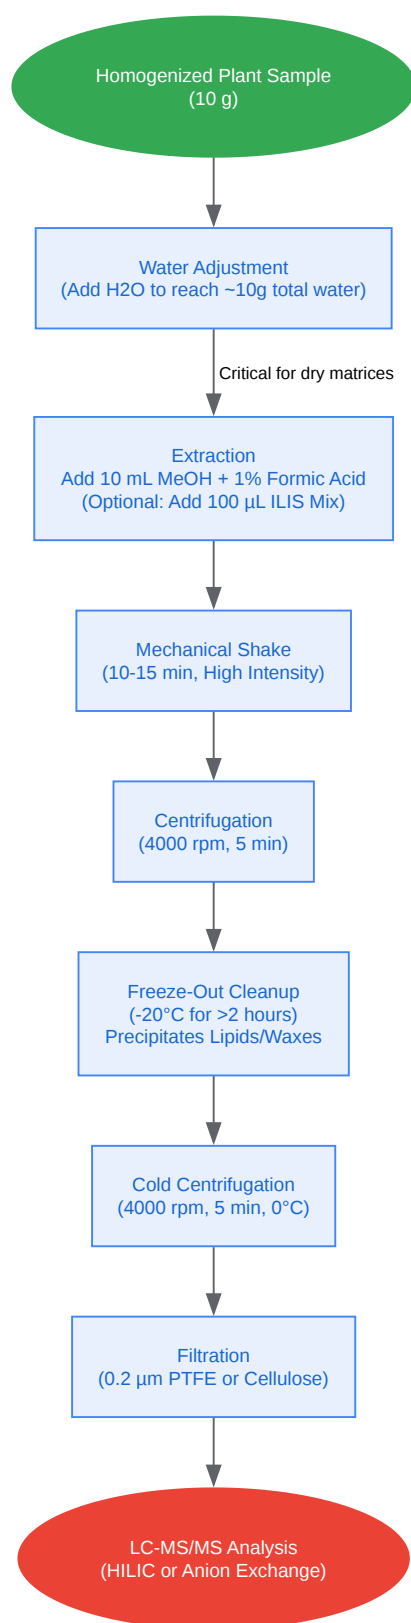 Homogenized Plant Sample
(10 g)
Water Adjustment
(Add H2O to reach ~10g total water)
Critical for dry matrices
Extraction
Add 10 mL MeOH + 1% Formic Acid
(Optional: Add 100 µL ILIS Mix)
Mechanical Shake
(10-15 min, High Intensity)
Centrifugation
(4000 rpm, 5 min)
Freeze-Out Cleanup
(-20°C for >2 hours)
Precipitates Lipids/Waxes
Cold Centrifugation
(4000 rpm, 5 min, 0°C)
Filtration
(0.2 µm PTFE or Cellulose)
LC-MS/MS Analysis
(HILIC or Anion Exchange)